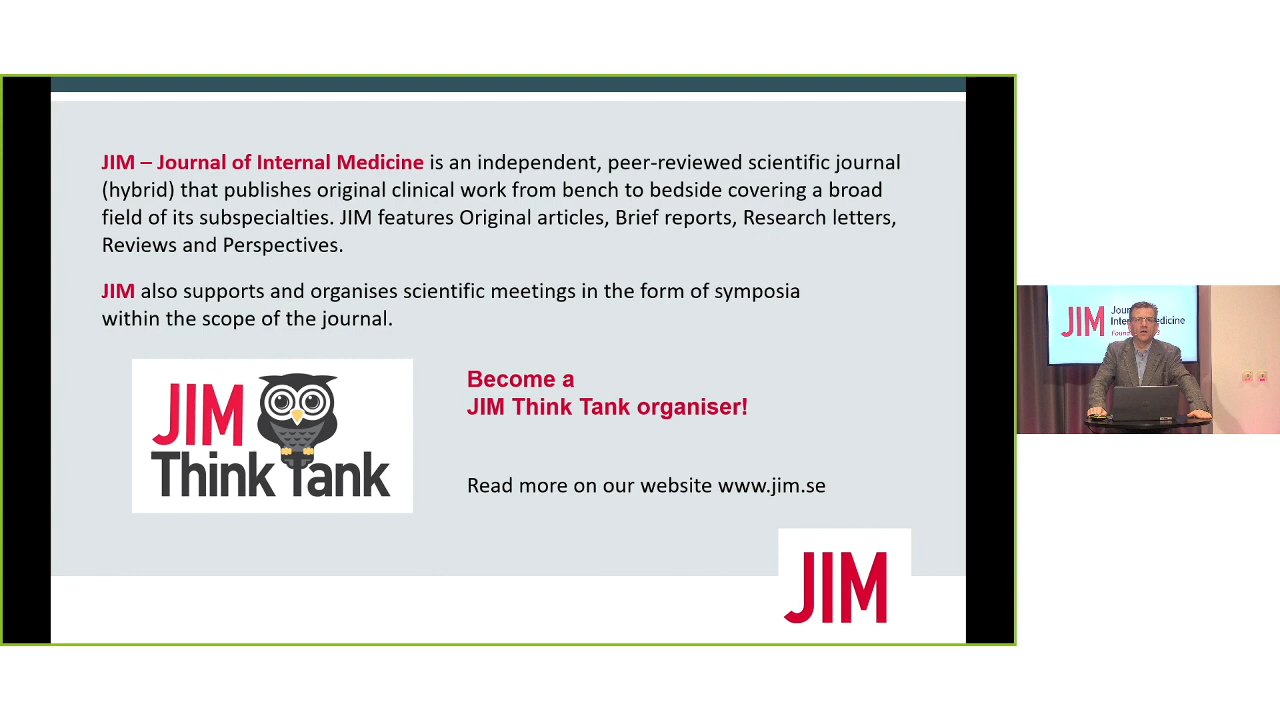 JIM – Journal of Internal Medicine is an independent, peer-reviewed scientific journal
(hybrid) that publishes original clinical work from bench to bedside covering a broad
field of its subspecialties. JIM features Original articles, Brief reports, Research letters,
Reviews and Perspectives.
JIM also supports and organises scientific meetings in the form of symposia
within the scope of the journal.
JIM
Think Tank
Become a
JIM Think Tank organiser!
Read more on our website www.jim.se
JIM
JIM